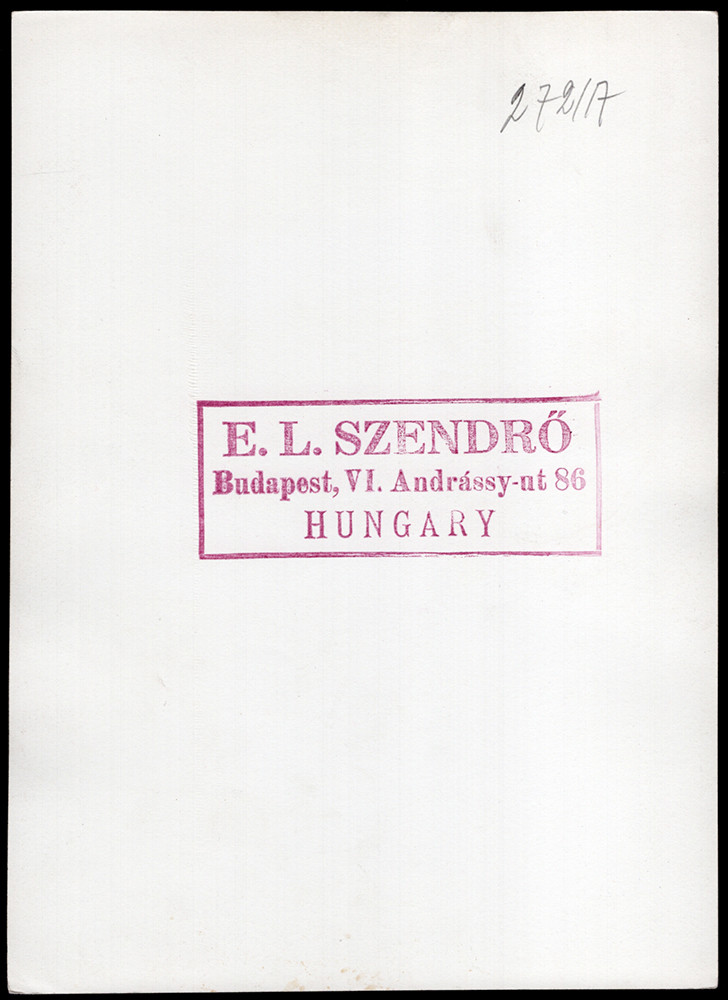 272/17
E. L. SZENDRŐ
Budapest, VI. Andrássy-ut 86
HUNGARY